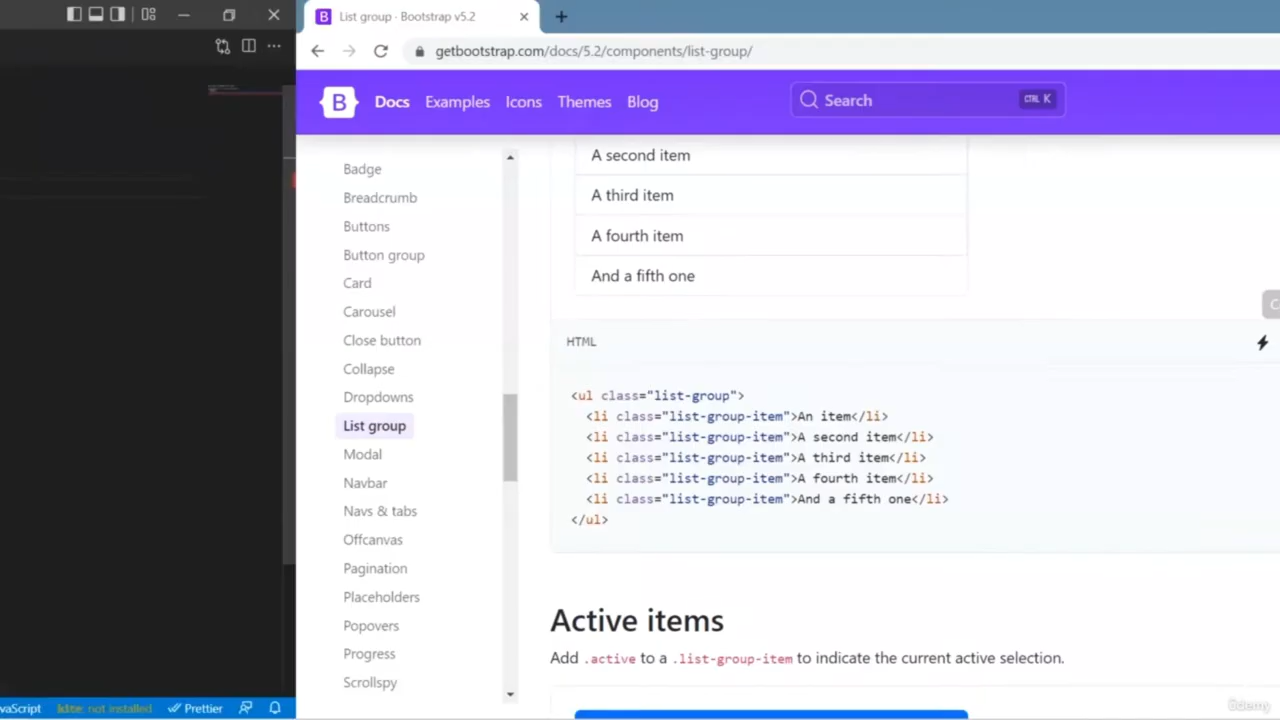 List group · Bootstrap v5.2
getbootstrap.com/docs/5.2/components/list-group/
B Docs Examples Icons Themes Blog Search CTRL K
Badge
Breadcrumb
Buttons
Button group
Card
Carousel
Close button
Collapse
Dropdowns
List group
Modal
Navbar
Navs & tabs
Offcanvas
Pagination
Placeholders
Popovers
Progress
Scrollspy
A second item
A third item
A fourth item
And a fifth one
HTML
<ul class="list-group">
<li class="list-group-item">An item</li>
<li class="list-group-item">A second item</li>
<li class="list-group-item">A third item</li>
<li class="list-group-item">A fourth item</li>
<li class="list-group-item">And a fifth one</li>
</ul>
Active items
Add .active to a .list-group-item to indicate the current active selection.
vaScript kite: not installed Prettier
ûdemy